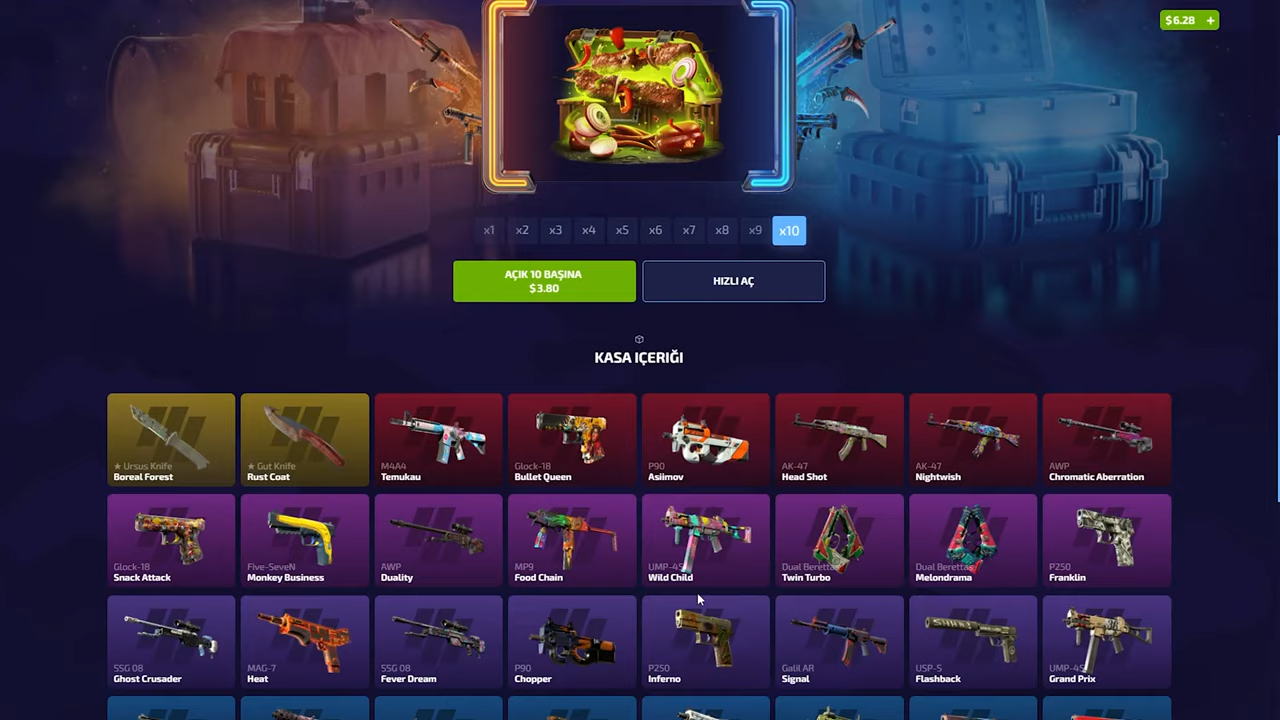 $6.28 +
x1 x2 x3 x4 x5 x6 x7 x8 x9 x10
AÇIK 10 BAŞINA
$3.80
HIZLI AÇ
KASA IÇERIĞI
★ Ursus Knife
Boreal Forest
★ Gut Knife
Rust Coat
M4A4
Temukau
Glock-18
Bullet Queen
P90
Asiimov
AK-47
Head Shot
AK-47
Nightwish
AWP
Chromatic Aberration
Glock-18
Snack Attack
Five-SeveN
Monkey Business
AWP
Duality
MP9
Food Chain
UMP-45
Wild Child
Dual Berettas
Twin Turbo
Dual Berettas
Melondrama
P250
Franklin
SSG 08
Ghost Crusader
MAG-7
Heat
SSG 08
Fever Dream
P90
Chopper
P250
Inferno
Galil AR
Signal
USP-S
Flashback
UMP-45
Grand Prix